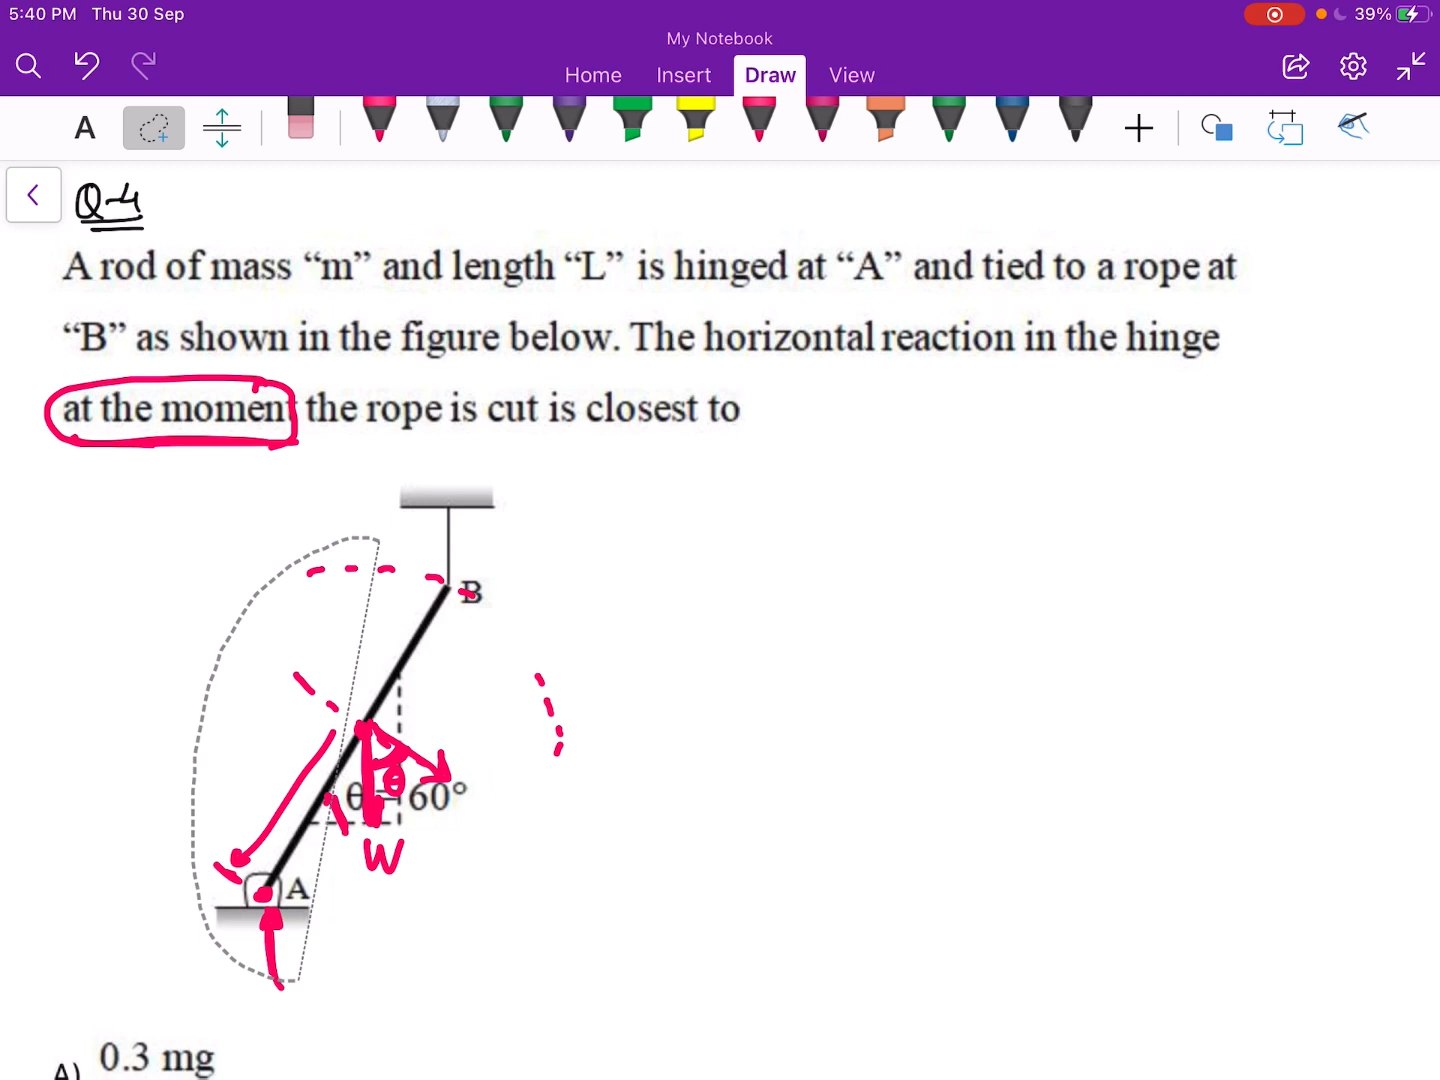 5:40 PM Thu 30 Sep
39%
My Notebook
Home Insert Draw View
A
Q-4
A rod of mass “m” and length “L” is hinged at “A” and tied to a rope at
“B” as shown in the figure below. The horizontal reaction in the hinge
at the moment the rope is cut is closest to
B
θ
θ = 60°
W
A
A) 0.3 mg